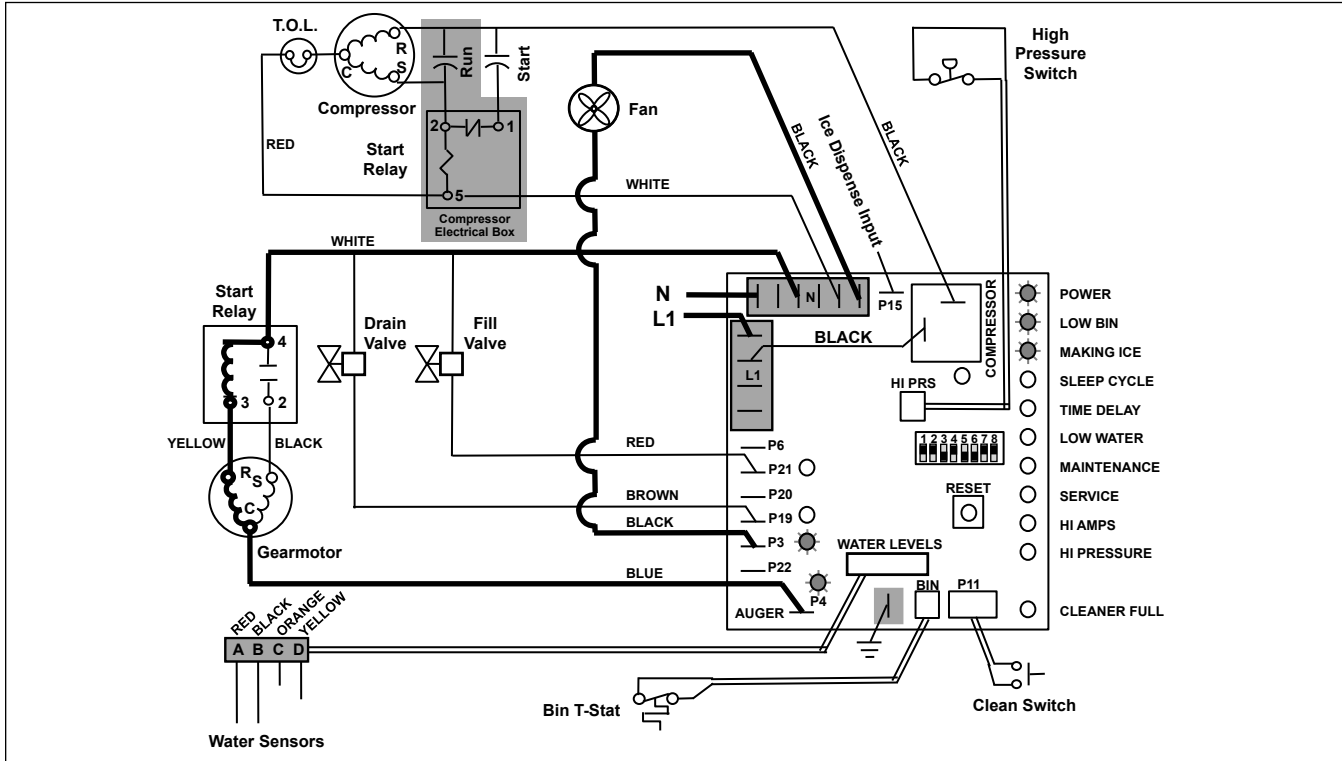 T.O.L.
R
S
C
Compressor
Run
Start
2
1
5
Start
Relay
Compressor
Electrical Box
RED
Fan
BLACK
Ice Dispense Input
BLACK
High
Pressure
Switch
WHITE
WHITE
Start
Relay
4
3
2
YELLOW
BLACK
R
S
C
Gearmotor
Drain
Valve
Fill
Valve
N
L1
N
P15
L1
BLACK
COMPRESSOR
HI PRS
1 2 3 4 5 6 7 8
RESET
POWER
LOW BIN
MAKING ICE
SLEEP CYCLE
TIME DELAY
LOW WATER
MAINTENANCE
SERVICE
HI AMPS
HI PRESSURE
CLEANER FULL
RED
BROWN
BLACK
BLUE
P6
P21
P20
P19
P3
P22
P4
AUGER
WATER LEVELS
BIN
P11
RED
BLACK
ORANGE
YELLOW
A B C D
Water Sensors
Bin T-Stat
Clean Switch